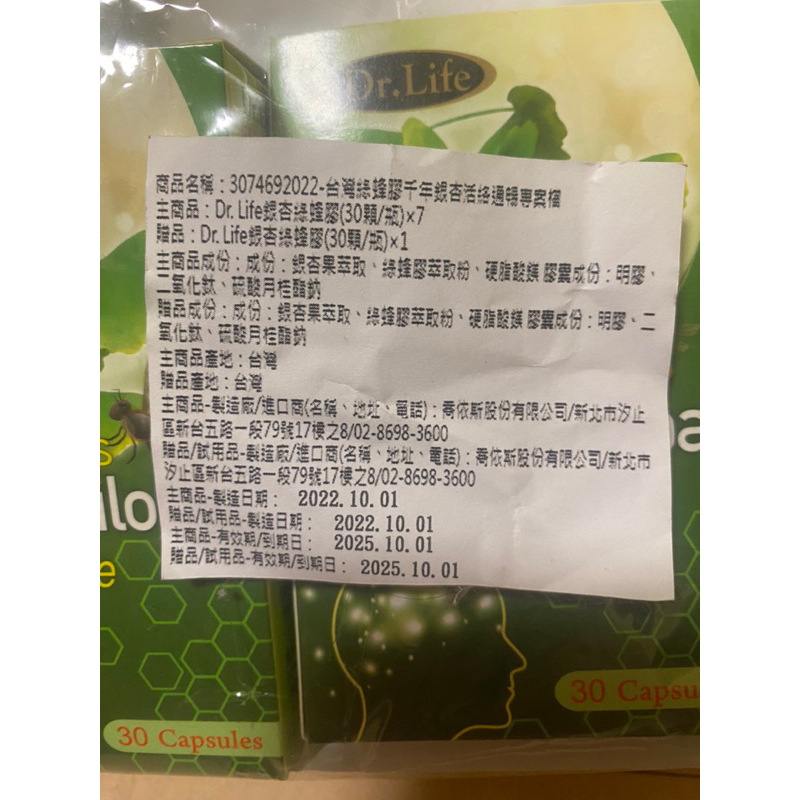 Dr.Life
商品名稱：3074692022-台灣綠蜂膠千年銀杏活絡通暢專案檔
主商品：Dr. Life銀杏綠蜂膠(30顆/瓶)×7
贈品：Dr. Life銀杏綠蜂膠(30顆/瓶)×1
主商品成份：成份：銀杏果萃取、綠蜂膠萃取粉、硬脂酸鎂 膠囊成份：明膠、
二氧化鈦、硫酸月桂酯鈉
贈品成份：成份：銀杏果萃取、綠蜂膠萃取粉、硬脂酸鎂 膠囊成份：明膠、二
氧化鈦、硫酸月桂酯鈉
主商品產地：台灣
贈品產地：台灣
主商品-製造廠/進口商(名稱、地址、電話)：喬依斯股份有限公司/新北市汐止
區新台五路一段79號17樓之8/02-8698-3600
贈品/試用品-製造廠/進口商(名稱、地址、電話)：喬依斯股份有限公司/新北市
汐止區新台五路一段79號17樓之8/02-8698-3600
主商品-製造日期： 2022.10.01
贈品/試用品-製造日期： 2022.10.01
主商品-有效期/到期日： 2025.10.01
贈品/試用品-有效期/到期日： 2025.10.01
30 Capsules
30 Capsu